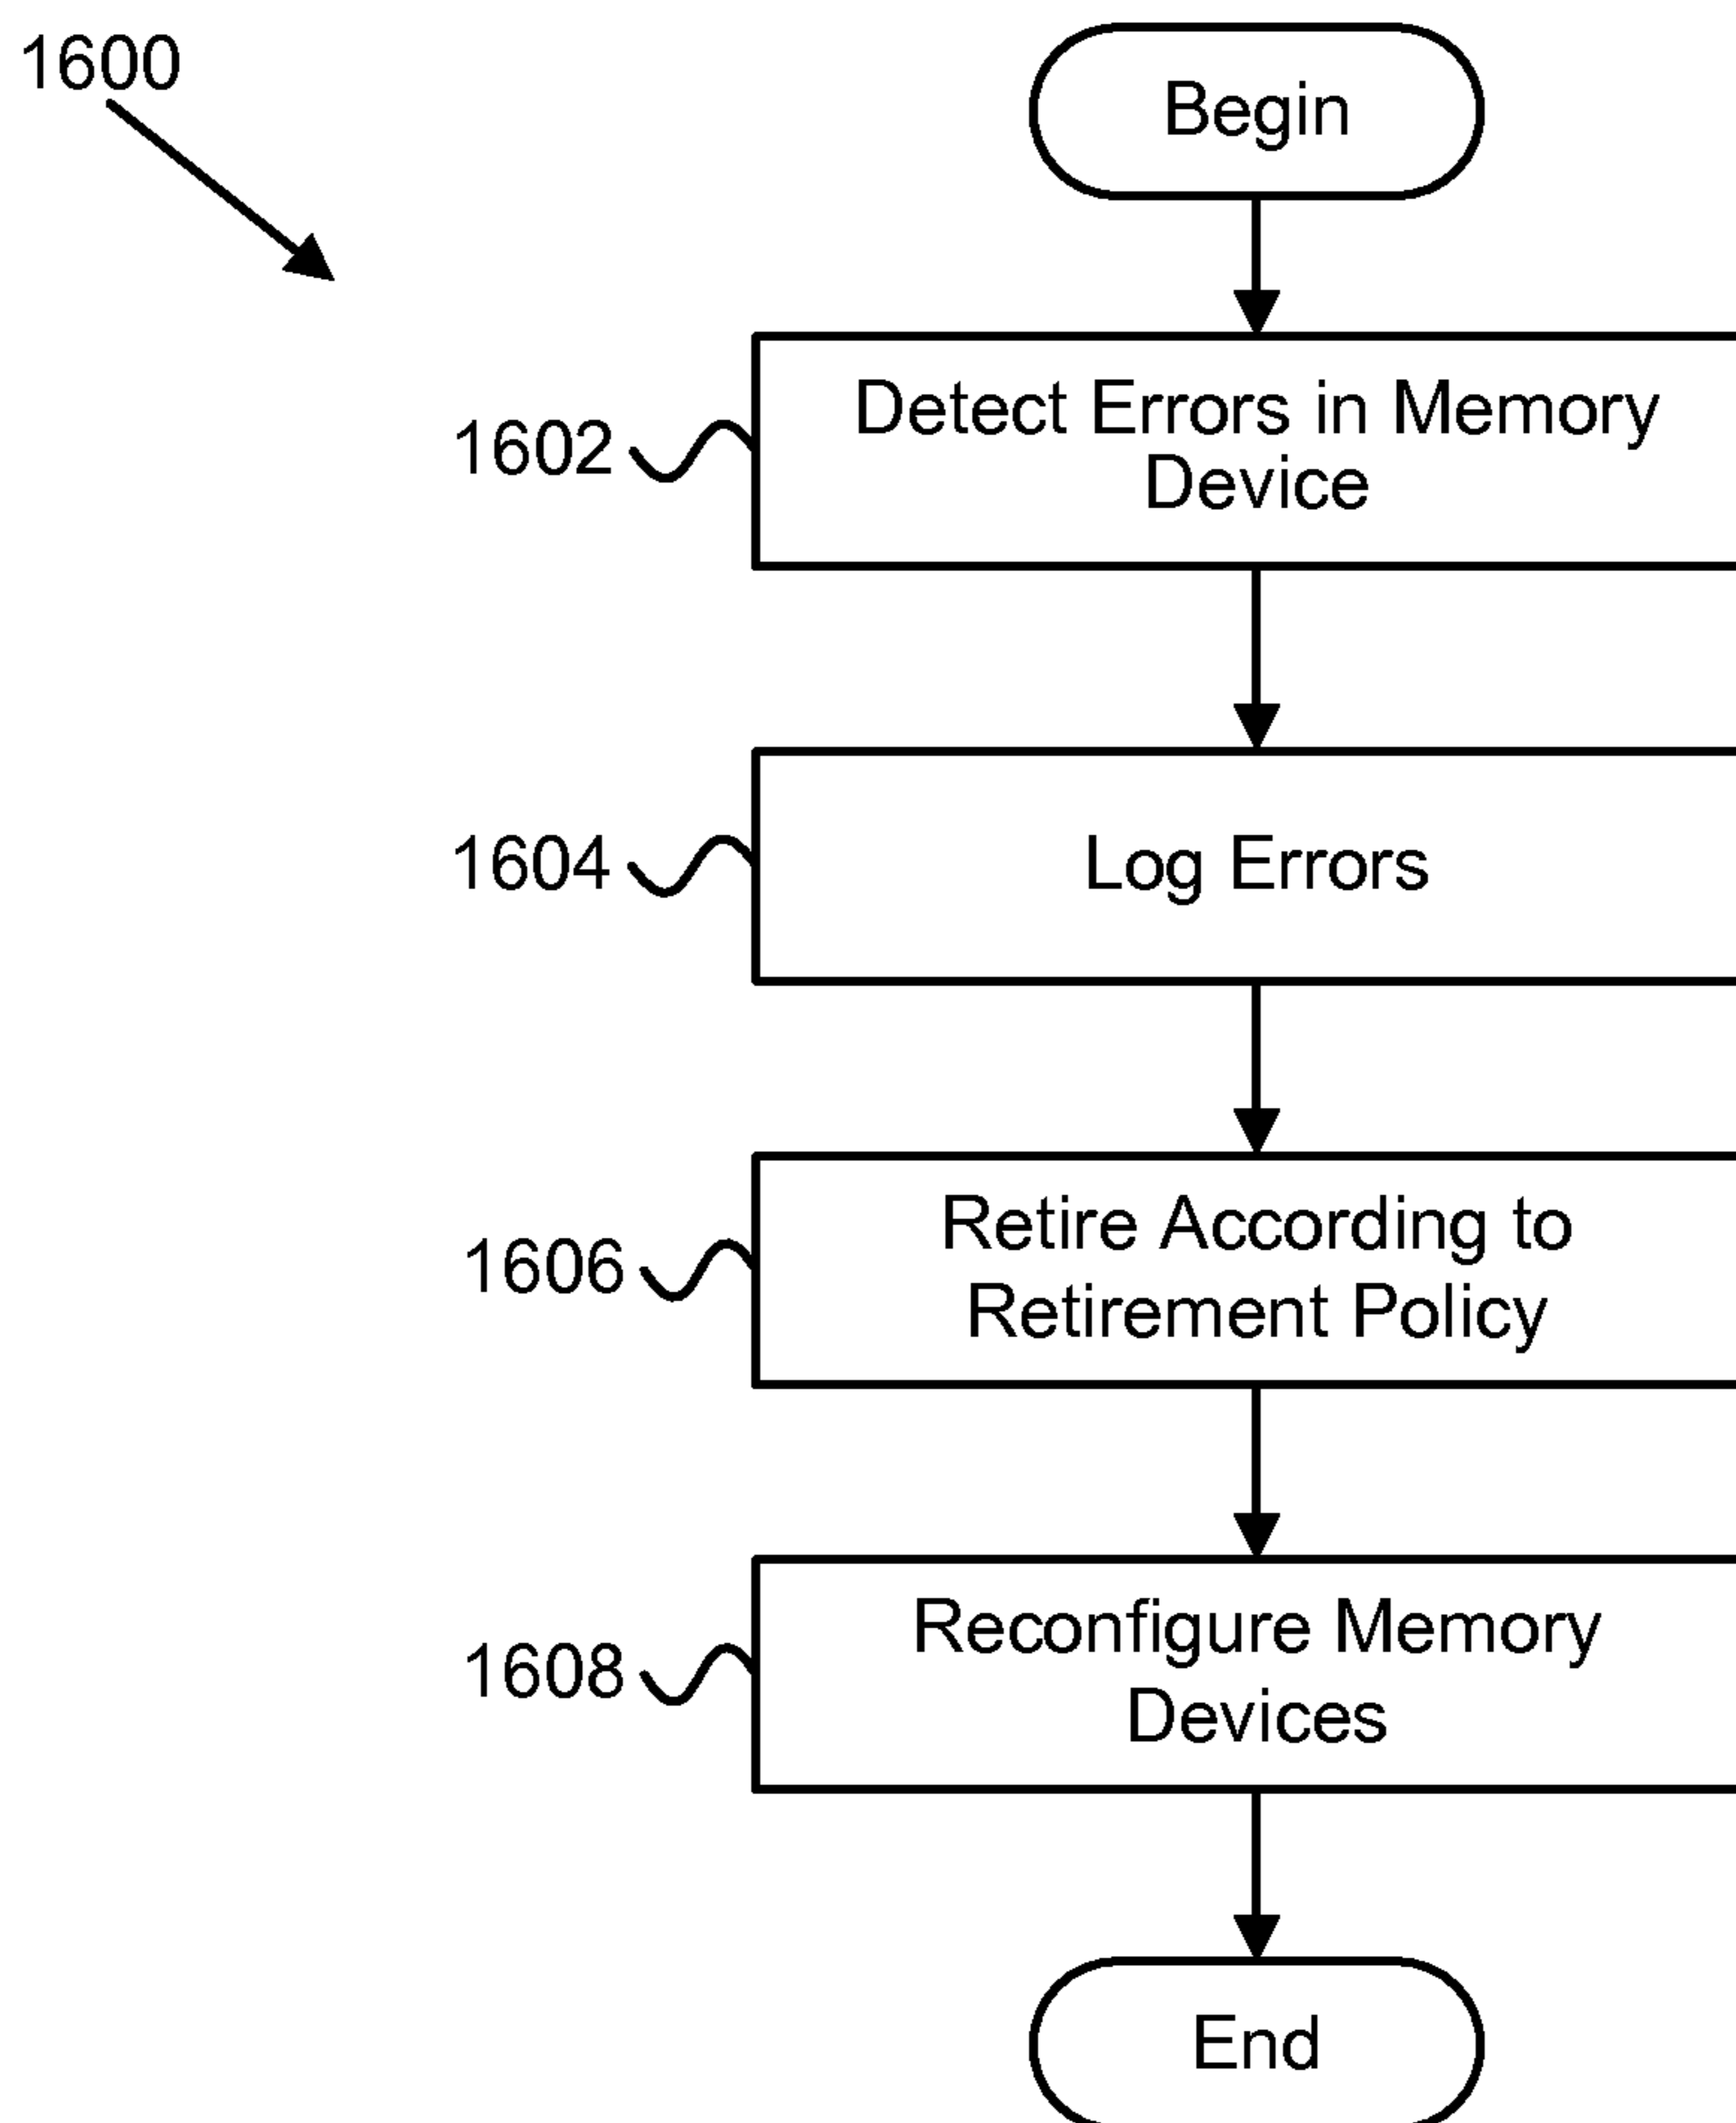 1600
Begin
1602
Detect Errors in Memory
Device
1604
Log Errors
1606
Retire According to
Retirement Policy
1608
Reconfigure Memory
Devices
End